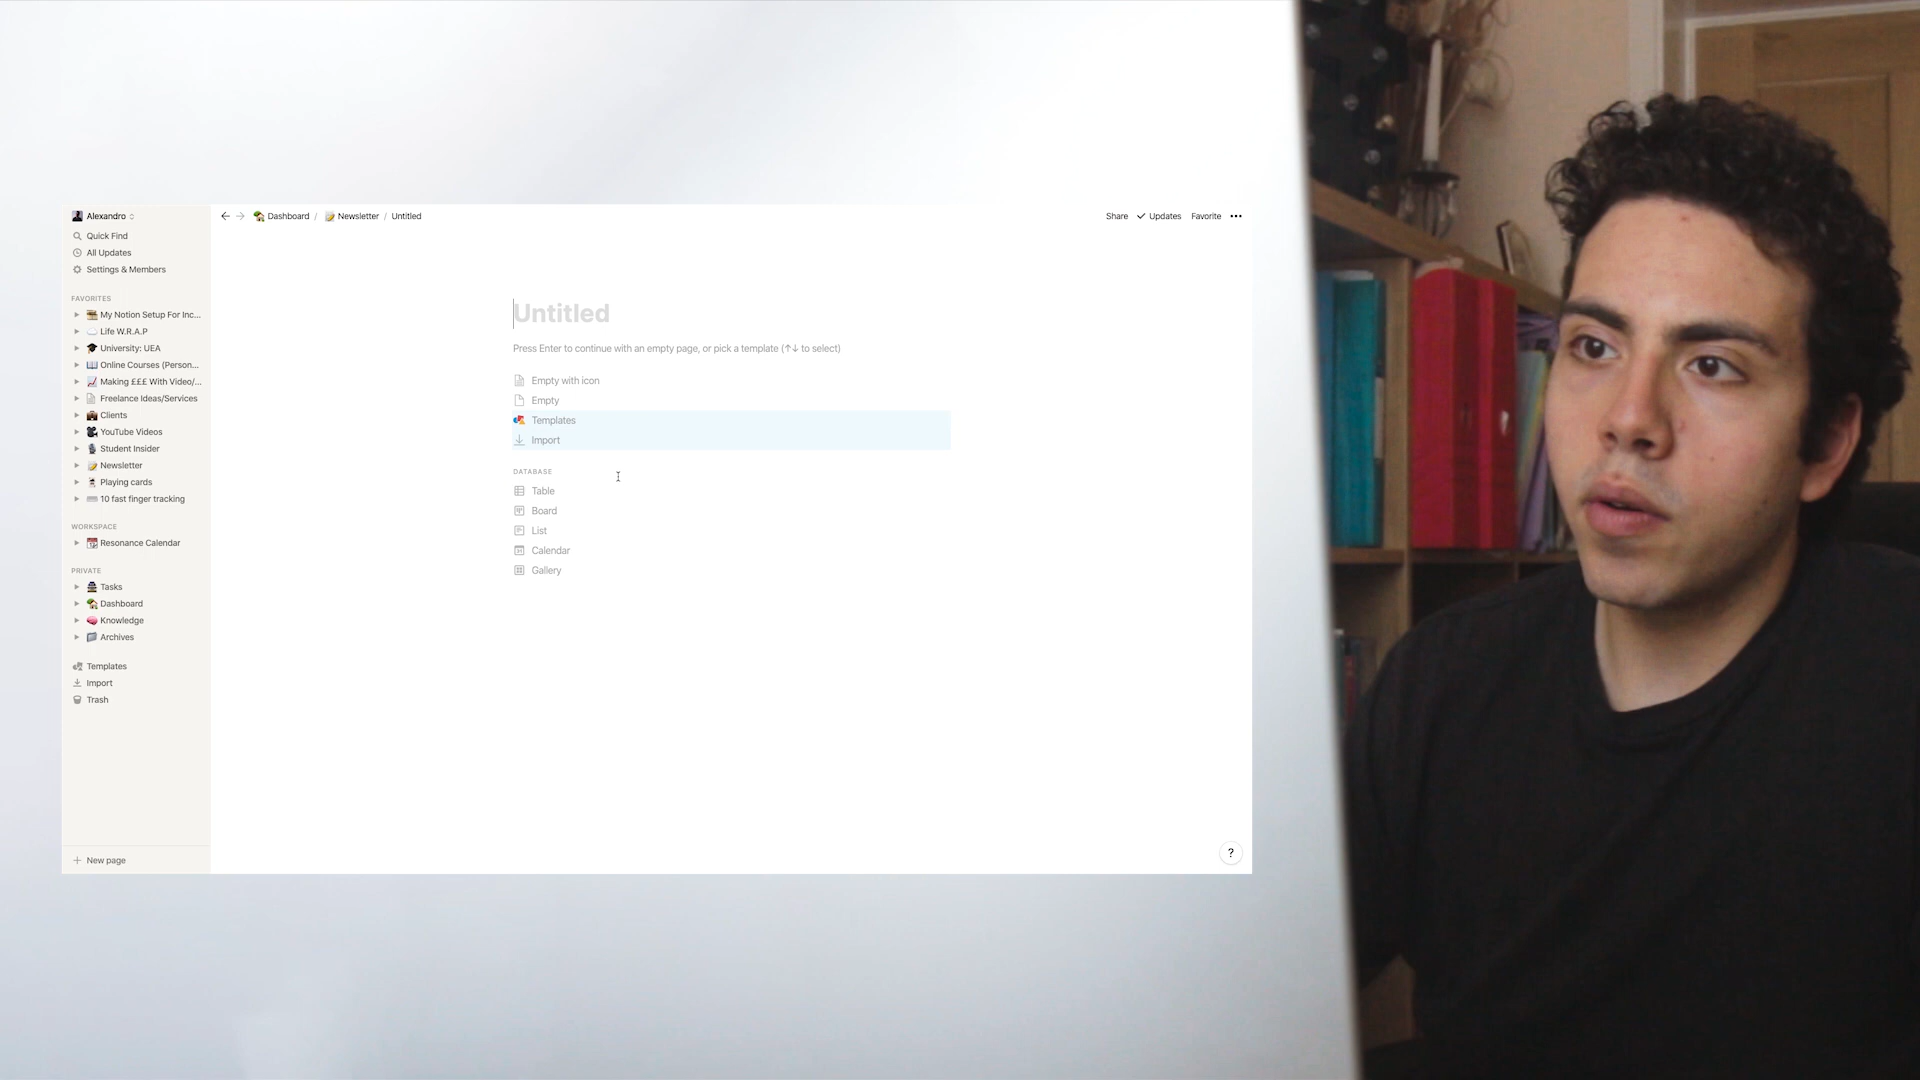 Alexandro
Quick Find
All Updates
Settings & Members
FAVORITES
My Notion Setup For Inc...
Life W.R.A.P
University: UEA
Online Courses (Person...
Making £££ With Video/...
Freelance Ideas/Services
Clients
YouTube Videos
Student Insider
Newsletter
Playing cards
10 fast finger tracking
WORKSPACE
Resonance Calendar
PRIVATE
Tasks
Dashboard
Knowledge
Archives
Templates
Import
Trash
New page
Dashboard / Newsletter / Untitled
Share Updates Favorite •••
Untitled
Press Enter to continue with an empty page, or pick a template (↑↓ to select)
Empty with icon
Empty
Templates
Import
DATABASE
Table
Board
List
Calendar
Gallery
?